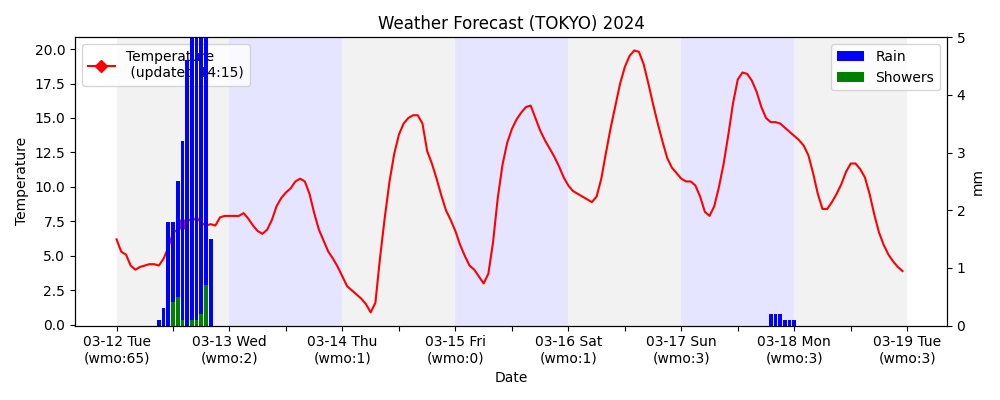 Weather Forecast (TOKYO) 2024
Temperature
20.0
17.5
15.0
12.5
10.0
7.5
5.0
2.5
0.0
Temperature
(updated 14:15)
Rain
Showers
5
4
3
2
1
0
mm
03-12 Tue
(wmo:65)
03-13 Wed
(wmo:2)
03-14 Thu
(wmo:1)
03-15 Fri
(wmo:0)
03-16 Sat
(wmo:1)
03-17 Sun
(wmo:3)
03-18 Mon
(wmo:3)
03-19 Tue
(wmo:3)
Date